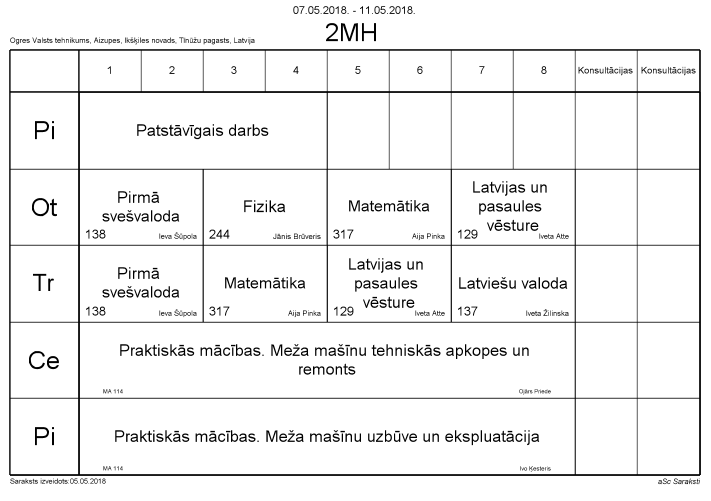 07.05.2018. - 11.05.2018.
2MH
Ogres Valsts tehnikums, Aizupes, Ikšķiles novads, Tīnūžu pagasts, Latvija
1 2 3 4 5 6 7 8 Konsultācijas Konsultācijas
Pi
Patstāvīgais darbs
Ot
Pirmā
svešvaloda
138 Ieva Šūpola
Fizika
244 Jānis Brūveris
Matemātika
317 Aija Pinka
Latvijas un
pasaules
vēsture
129 Iveta Atte
Tr
Pirmā
svešvaloda
138 Ieva Šūpola
Matemātika
317 Aija Pinka
Latvijas un
pasaules
vēsture
129 Iveta Atte
Latviešu valoda
137 Iveta Žilinska
Ce
Praktiskās mācības. Meža mašīnu tehniskās apkopes un
remonts
MA 114 Ojārs Priede
Pi
Praktiskās mācības. Meža mašīnu uzbūve un ekspluatācija
MA 114 Ivo Ķesteris
Saraksts izveidots:05.05.2018 aSc Saraksti